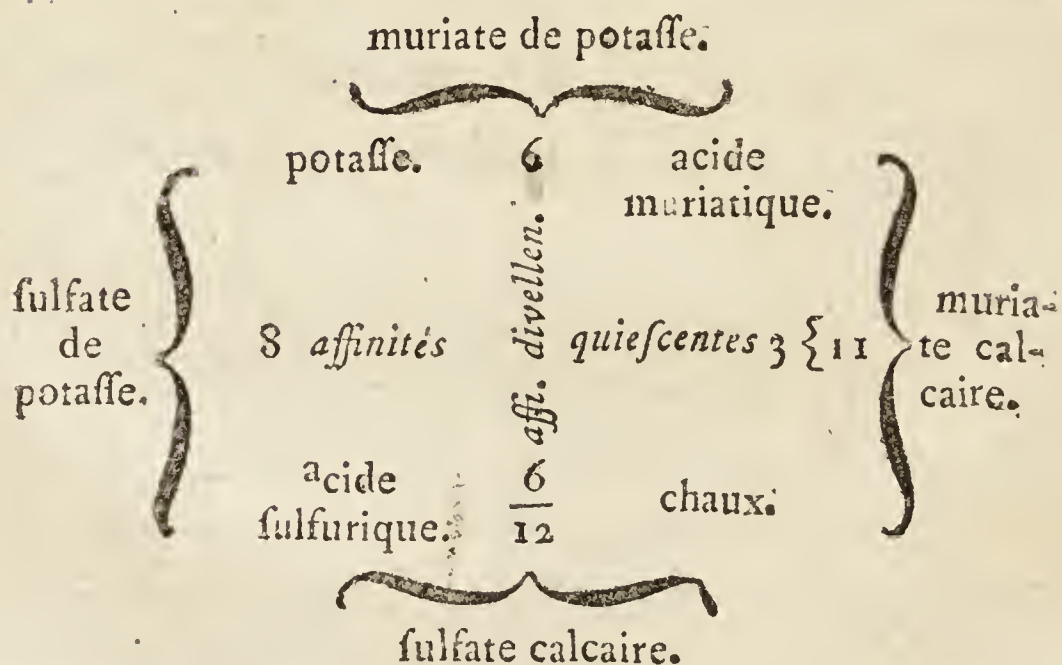 muriate de potaſſe.
potaſſe. 6 acide
muriatique.
ſulfate
de
potaſſe.
8 affinités
affi. divellen.
quieſcentes 3 { 11
muria-
te cal-
caire.
acide
ſulfurique.
6
12
chaux.
ſulfate calcaire.